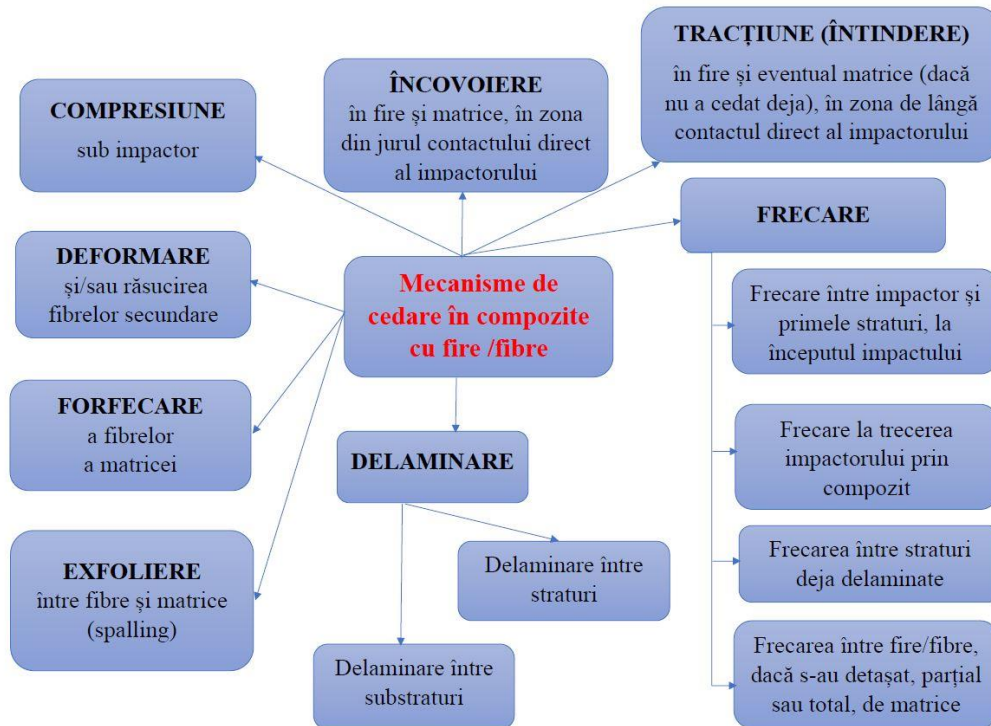 COMPRESIUNE
sub impactor
ÎNCOVOIERE
în fire și matrice, în zona
din jurul contactului direct
al impactorului
TRACȚIUNE (ÎNTINDERE)
în fire și eventual matrice (dacă
nu a cedat deja), în zona de lângă
contactul direct al impactorului
FRECARE
DEFORMARE
și/sau răsucirea
fibrelor secundare
Mecanisme de
cedare în compozite
cu fire /fibre
Frecare între impactor și
primele straturi, la
începutul impactului
FORFECARE
a fibrelor
a matricei
DELAMINARE
Frecare la trecerea
impactorului prin
compozit
EXFOLIERE
între fibre și matrice
(spalling)
Delaminare între
straturi
Frecarea între straturi
deja delaminate
Delaminare între
substraturi
Frecarea între fire/fibre,
dacă s-au detașat, parțial
sau total, de matrice